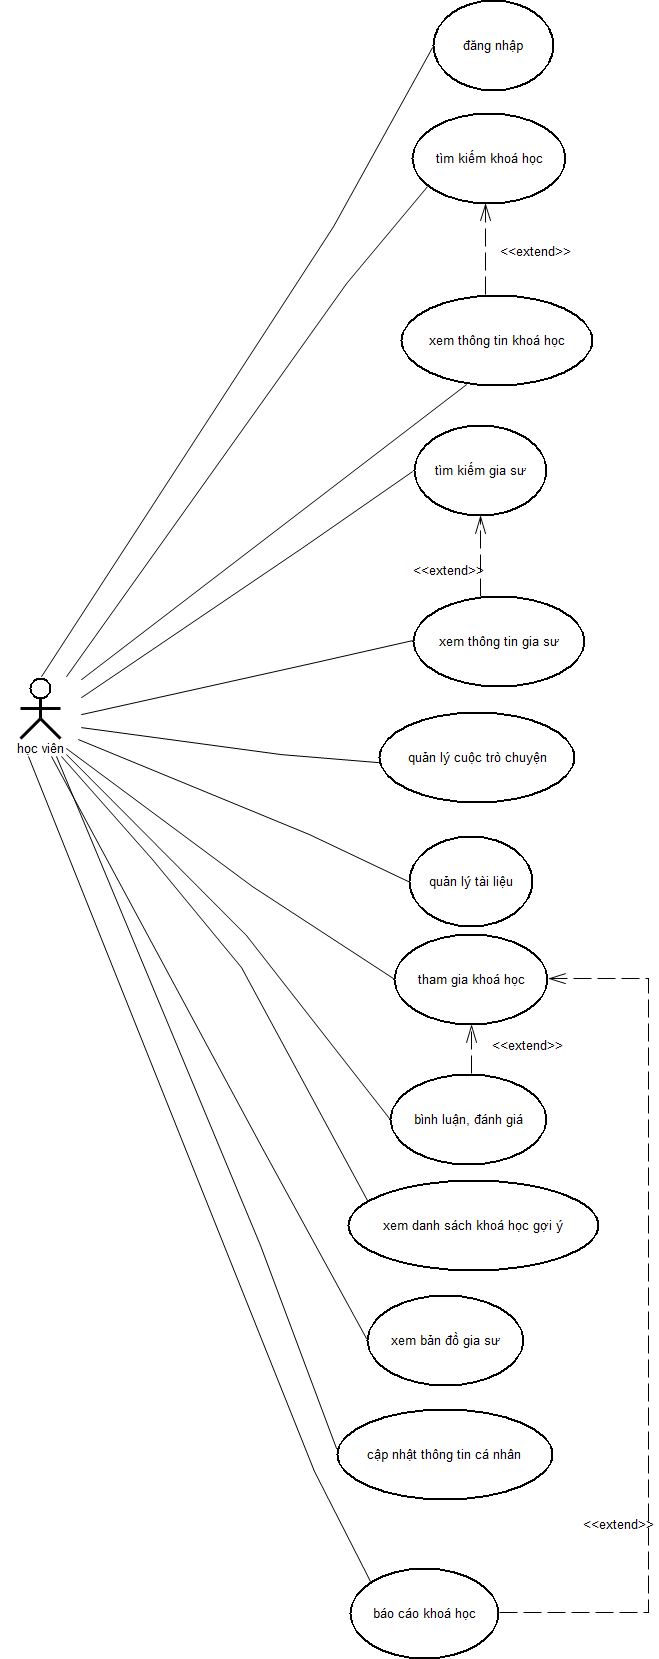 đăng nhập
tìm kiếm khoá học
<<extend>>
xem thông tin khoá học
tìm kiếm gia sư
<<extend>>
xem thông tin gia sư
học viên
quản lý cuộc trò chuyện
quản lý tài liệu
tham gia khoá học
<<extend>>
bình luận, đánh giá
xem danh sách khoá học gợi ý
xem bản đồ gia sư
cập nhật thông tin cá nhân
<<extend>>
báo cáo khoá học